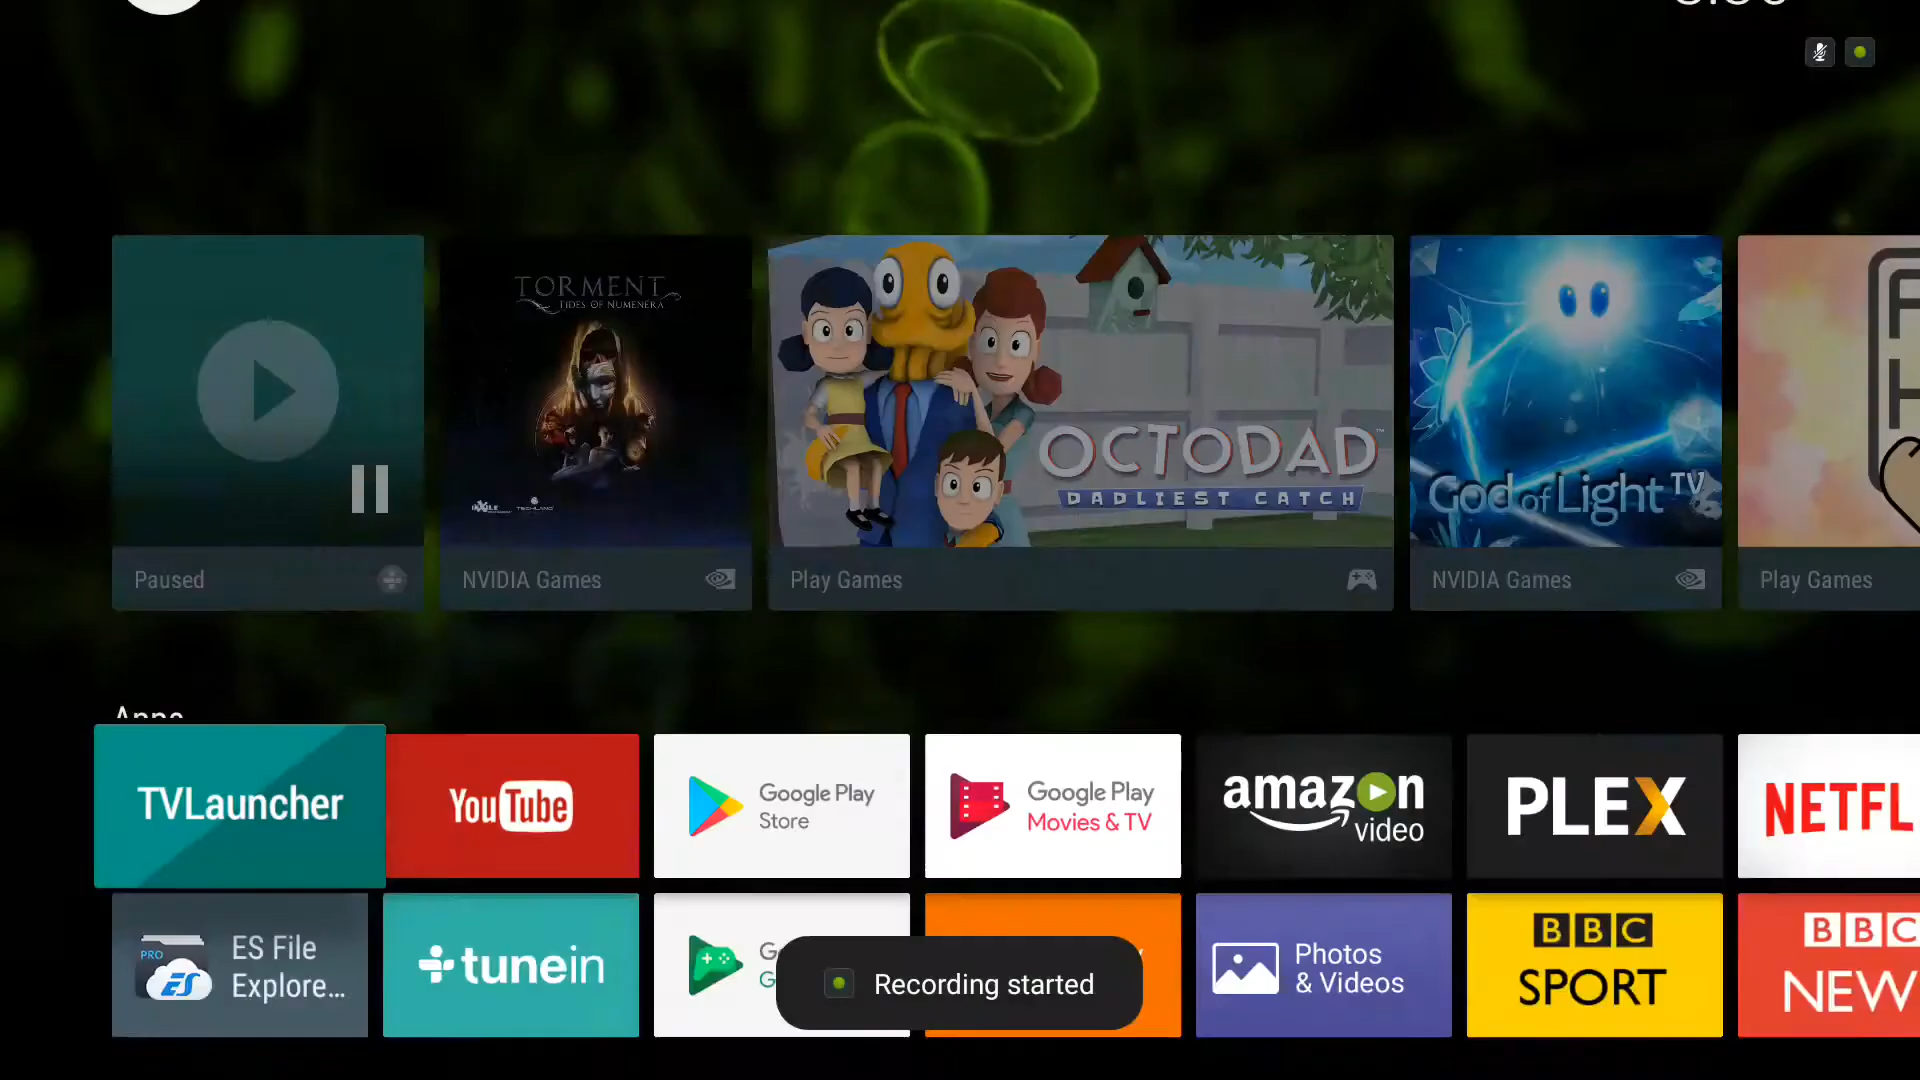 TORMENT
TIDES OF NUMENERA
OCTODAD
DADLIEST CATCH
God of Light TV
Paused
NVIDIA Games
Play Games
NVIDIA Games
Play Games
Apps
TVLauncher
YouTube
Google Play
Store
Google Play
Movies & TV
amazon
video
PLEX
NETFL
PRO
ES
ES File
Explore...
tunein
Photos
& Videos
BBC
SPORT
BBC
NEW
Recording started